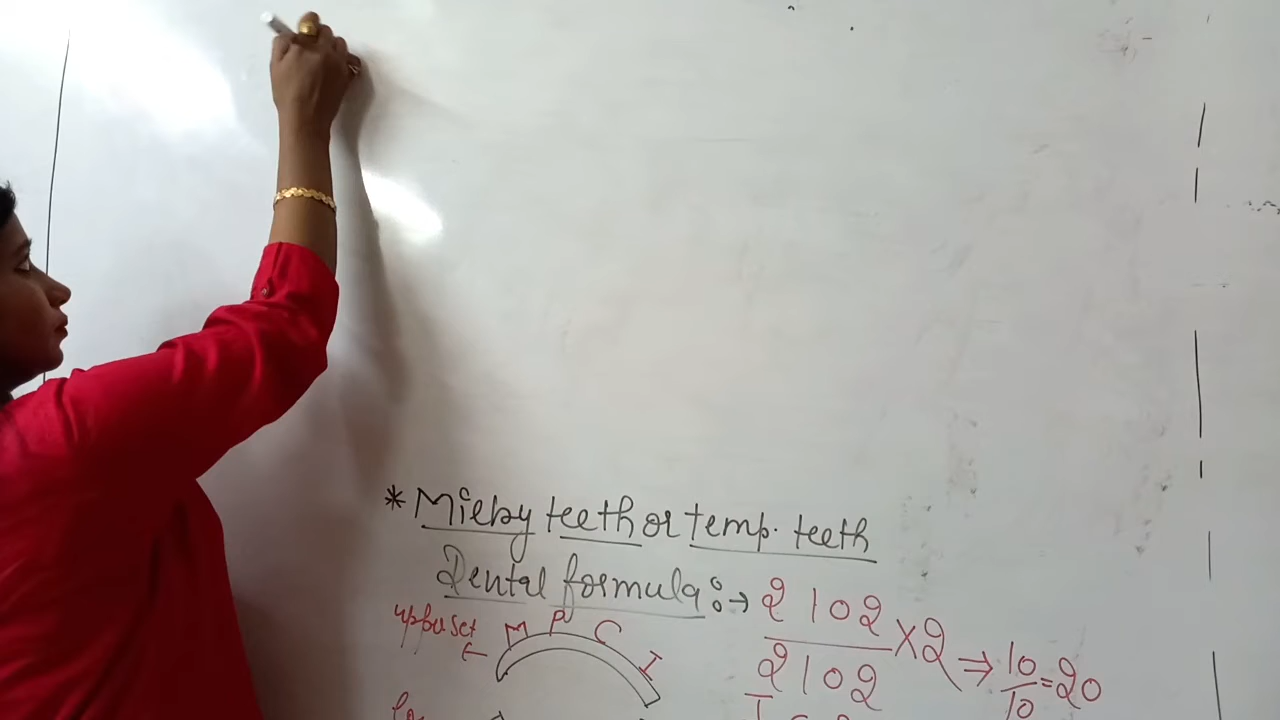 * Milky teeth or temp. teeth
Dental formula :→ 2 1 0 2 / 2 1 0 2 × 2 ⇒ 10/10 = 20
upper set ← M P C I
I